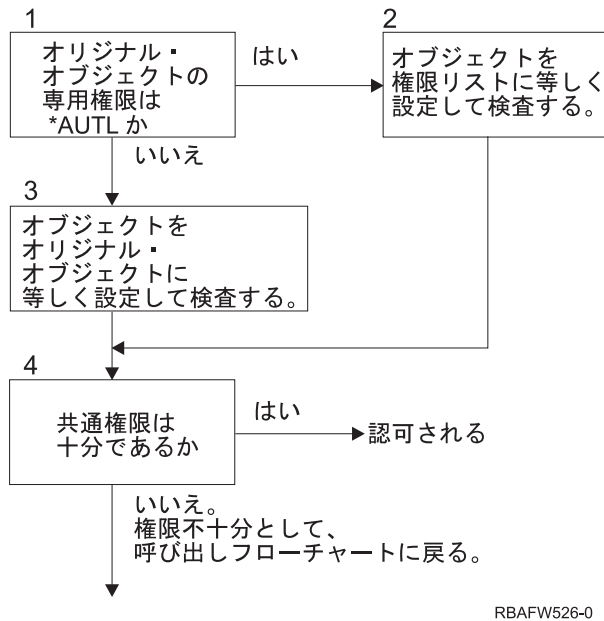 1
オリジナル・
オブジェクトの
専用権限は
*AUTL か
はい
2
オブジェクトを
権限リストに等しく
設定して検査する。
いいえ
3
オブジェクトを
オリジナル・
オブジェクトに
等しく設定して検査する。
4
共通権限は
十分であるか
はい
認可される
いいえ。
権限不十分として、
呼び出しフローチャートに戻る。
RBAFW526-0